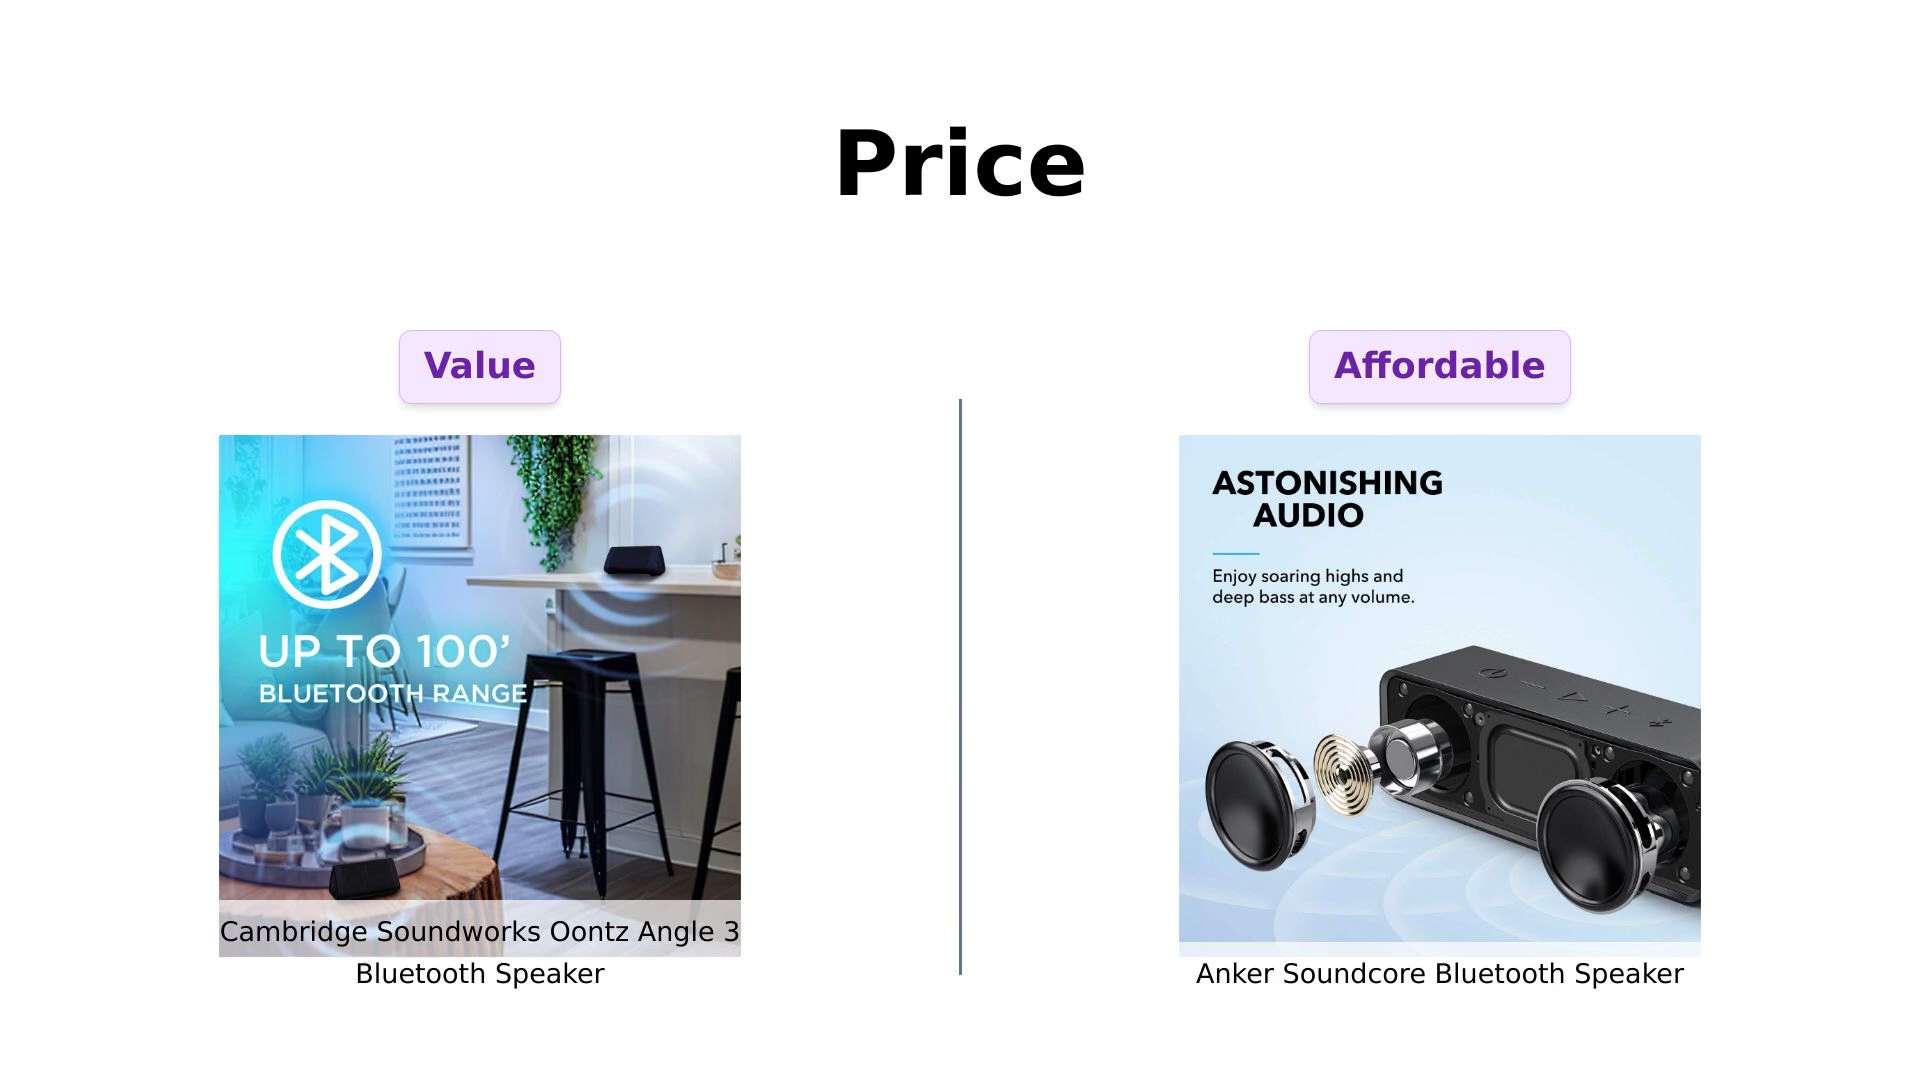 Price
Value
UP TO 100’
BLUETOOTH RANGE
Cambridge Soundworks Oontz Angle 3
Bluetooth Speaker
Affordable
ASTONISHING
AUDIO
Enjoy soaring highs and
deep bass at any volume.
Anker Soundcore Bluetooth Speaker